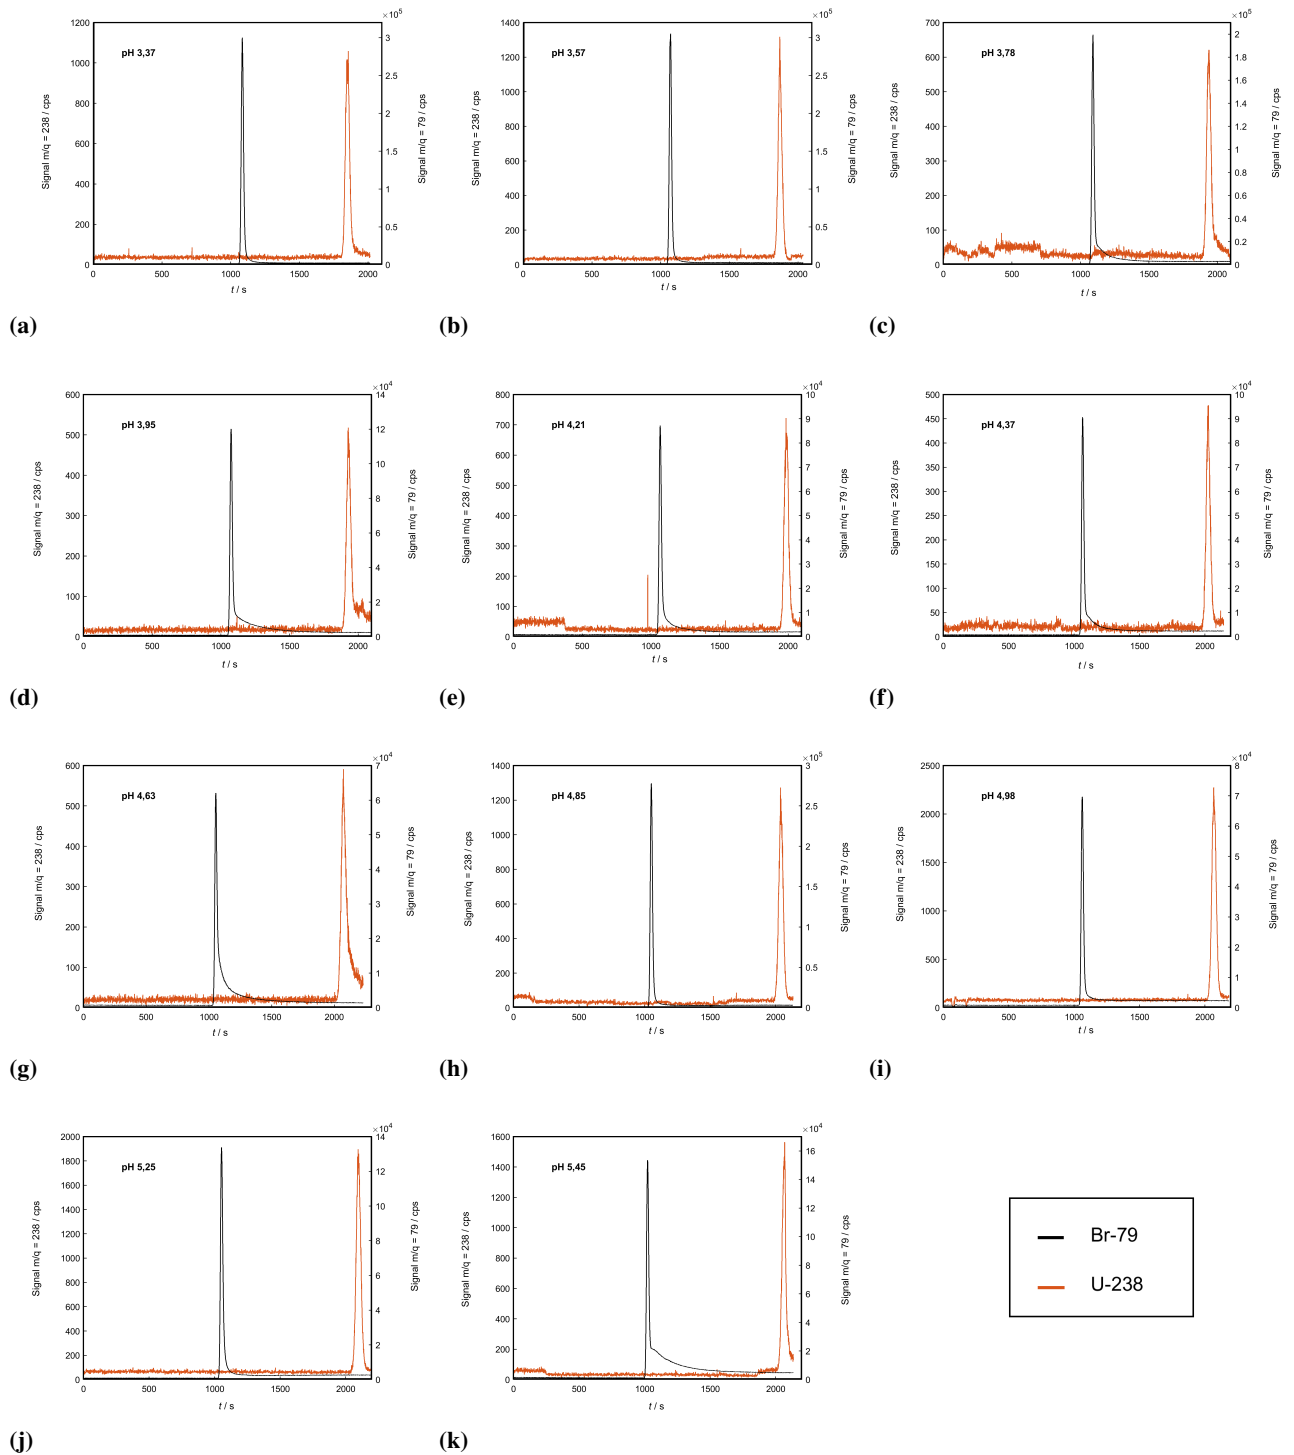 ×10⁵
1200
1000
800
600
400
200
0
Signal m/q = 238 / cps
pH 3,37
3
2.5
2
1.5
1
0.5
0
Signal m/q = 79 / cps
0 500 1000 1500 2000
t / s
(a)
×10⁵
1400
1200
1000
800
600
400
200
0
Signal m/q = 238 / cps
pH 3,57
3
2.5
2
1.5
1
0.5
0
Signal m/q = 79 / cps
0 500 1000 1500 2000
t / s
(b)
×10⁵
700
600
500
400
300
200
100
0
Signal m/q = 238 / cps
pH 3,78
2
1.8
1.6
1.4
1.2
1
0.8
0.6
0.4
0.2
0
Signal m/q = 79 / cps
0 500 1000 1500 2000
t / s
(c)
×10⁴
600
500
400
300
200
100
0
Signal m/q = 238 / cps
pH 3,95
14
12
10
8
6
4
2
0
Signal m/q = 79 / cps
0 500 1000 1500 2000
t / s
(d)
×10⁴
800
700
600
500
400
300
200
100
0
Signal m/q = 238 / cps
pH 4,21
10
9
8
7
6
5
4
3
2
1
0
Signal m/q = 79 / cps
0 500 1000 1500 2000
t / s
(e)
×10⁴
500
450
400
350
300
250
200
150
100
50
0
Signal m/q = 238 / cps
pH 4,37
10
9
8
7
6
5
4
3
2
1
0
Signal m/q = 79 / cps
0 500 1000 1500 2000
t / s
(f)
×10⁴
600
500
400
300
200
100
0
Signal m/q = 238 / cps
pH 4,63
7
6
5
4
3
2
1
0
Signal m/q = 79 / cps
0 500 1000 1500 2000
t / s
(g)
×10⁵
1400
1200
1000
800
600
400
200
0
Signal m/q = 238 / cps
pH 4,85
3
2.5
2
1.5
1
0.5
0
Signal m/q = 79 / cps
0 500 1000 1500 2000
t / s
(h)
×10⁴
2500
2000
1500
1000
500
0
Signal m/q = 238 / cps
pH 4,98
8
7
6
5
4
3
2
1
0
Signal m/q = 79 / cps
0 500 1000 1500 2000
t / s
(i)
×10⁴
2000
1800
1600
1400
1200
1000
800
600
400
200
0
Signal m/q = 238 / cps
pH 5,25
14
12
10
8
6
4
2
0
Signal m/q = 79 / cps
0 500 1000 1500 2000
t / s
(j)
×10⁴
1600
1400
1200
1000
800
600
400
200
0
Signal m/q = 238 / cps
pH 5,45
16
14
12
10
8
6
4
2
0
Signal m/q = 79 / cps
0 500 1000 1500 2000
t / s
(k)
Br-79
U-238